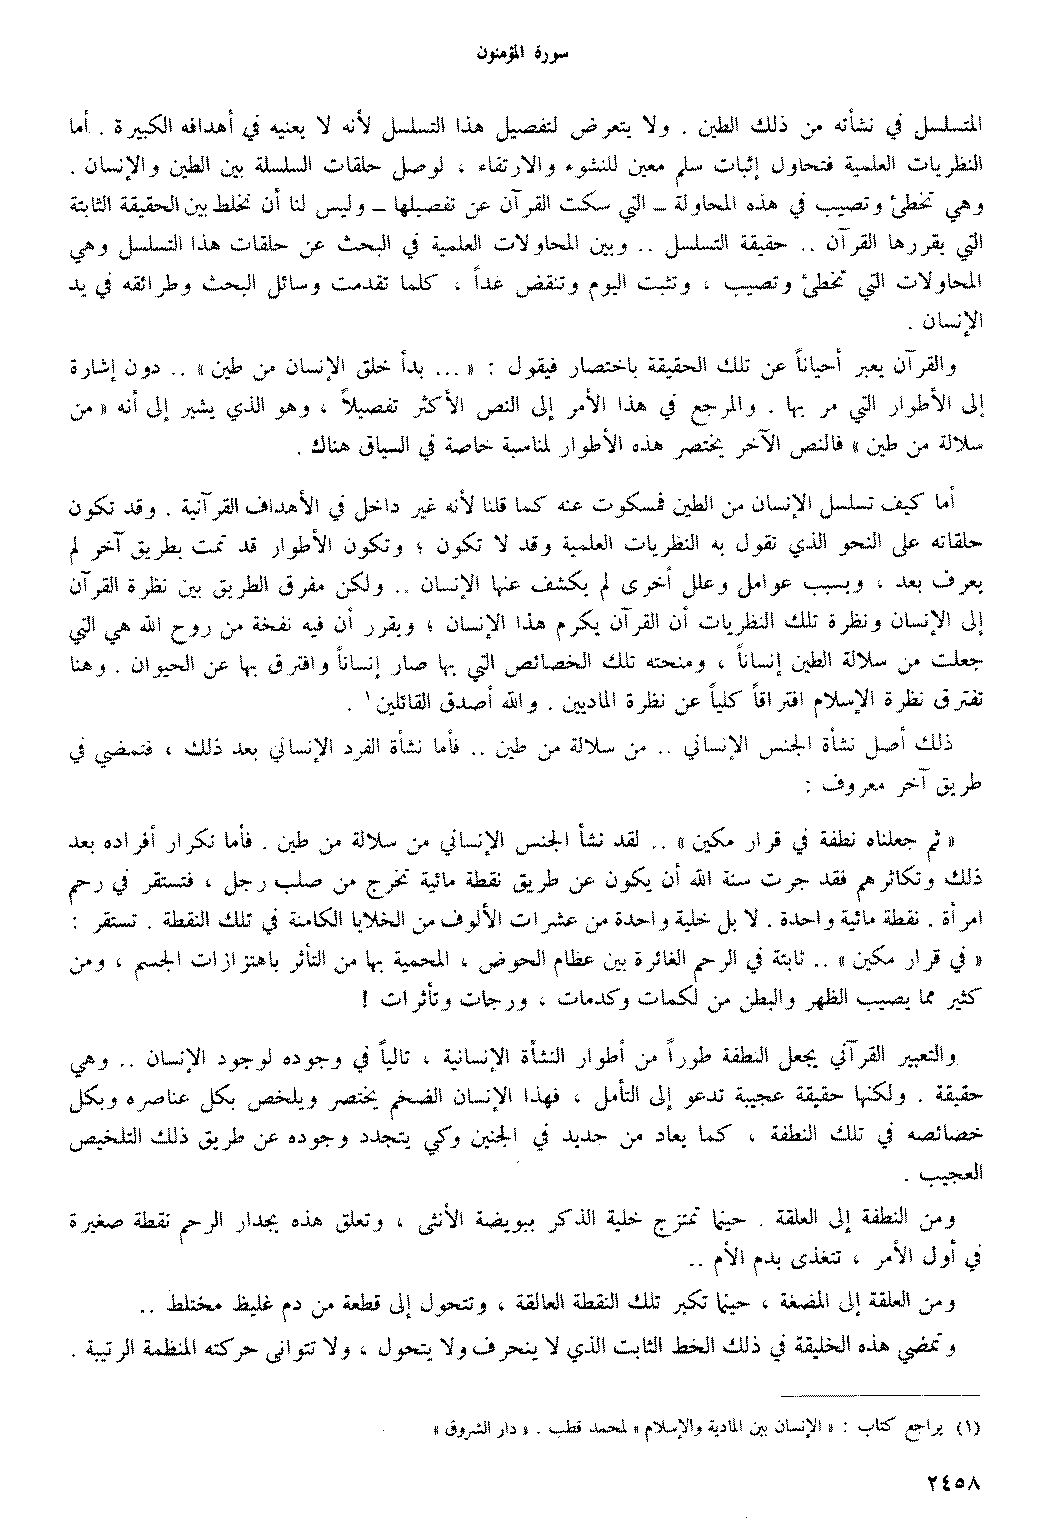 سورة المؤمنون
المتسلسل في نشأته من ذلك الطين . ولا يتعرض لتفصيل هذا التسلسل لأنه لا يعنيه في أهدافه الكبيرة . أما
النظريات العلمية فتحاول إثبات سلم معين للنشوء والارتقاء ، لوصل حلقات السلسلة بين الطين والإنسان .
وهي تخطئ وتصيب في هذه المحاولة – التي سكت القرآن عن تفصيلها – وليس لنا أن نخلط بين الحقيقة الثابتة
التي يقررها القرآن .. حقيقة التسلسل .. وبين المحاولات العلمية في البحث عن حلقات هذا التسلسل وهي
المحاولات التي تخطئ وتصيب ، وتثبت اليوم وتنقض غداً ، كلما تقدمت وسائل البحث وطرائقه في يد
الإنسان .
والقرآن يعبر أحياناً عن تلك الحقيقة باختصار فيقول : « ... بدأ خلق الإنسان من طين » .. دون إشارة
إلى الأطوار التي مر بها . والمرجع في هذا الأمر إلى النص الأكثر تفصيلاً ، وهو الذي يشير إلى أنه « من
سلالة من طين » فالنص الآخر يختصر هذه الأطوار لمناسبة خاصة في السياق هناك .
أما كيف تسلسل الإنسان من الطين فمسكوت عنه كما قلنا لأنه غير داخل في الأهداف القرآنية . وقد تكون
حلقاته على النحو الذي تقول به النظريات العلمية وقد لا تكون ؛ وتكون الأطوار قد تمت بطريق آخر لم
يعرف بعد ، وبسبب عوامل وعلل أخرى لم يكشف عنها الإنسان .. ولكن مفرق الطريق بين نظرة القرآن
إلى الإنسان ونظرة تلك النظريات أن القرآن يكرم هذا الإنسان ؛ ويقرر أن فيه نفخة من روح الله هي التي
جعلت من سلالة الطين إنساناً ، ومنحته تلك الخصائص التي بها صار إنساناً وافترق بها عن الحيوان . وهنا
تفترق نظرة الإسلام افتراقاً كلياً عن نظرة الماديين . والله أصدق القائلين١ .
ذلك أصل نشأة الجنس الإنساني .. من سلالة من طين .. فأما نشأة الفرد الإنساني بعد ذلك ، فتمضي في
طريق آخر معروف :
« ثم جعلناه نطفة في قرار مكين » .. لقد نشأ الجنس الإنساني من سلالة من طين . فأما تكرار أفراده بعد
ذلك وتكاثرهم فقد جرت سنة الله أن يكون عن طريق نقطة مائية تخرج من صلب رجل ، فتستقر في رحم
امرأة . نقطة مائية واحدة . لا بل خلية واحدة من عشرات الألوف من الخلايا الكامنة في تلك النقطة . تستقر :
« في قرار مكين » .. ثابتة في الرحم الغائرة بين عظام الحوض ، المحمية بها من التأثر باهتزازات الجسم ، ومن
كثير مما يصيب الظهر والبطن من لكمات وكدمات ، ورجات وتأثرات !
والتعبير القرآني يجعل النطفة طوراً من أطوار النشأة الإنسانية ، تالياً في وجوده لوجود الإنسان .. وهي
حقيقة . ولكنها حقيقة عجيبة تدعو إلى التأمل ، فهذا الإنسان الضخم يختصر ويلخص بكل عناصره وبكل
خصائصه في تلك النطفة ، كما يعاد من جديد في الجنين وكي يتجدد وجوده عن طريق ذلك التلخيص
العجيب .
ومن النطفة إلى العلقة . حينما تمتزج خلية الذكر ببويضة الأنثى ، وتعلق هذه بجدار الرحم نقطة صغيرة
في أول الأمر ، تتغذى بدم الأم ..
ومن العلقة إلى المضغة ، حينما تكبر تلك النقطة العالقة ، وتتحول إلى قطعة من دم غليظ مختلط ..
وتمضي هذه الخليقة في ذلك الخط الثابت الذي لا ينحرف ولا يتحول ، ولا تتوانى حركته المنظمة الرتيبة .
(١) يراجع كتاب : « الإنسان بين المادية والإسلام » لمحمد قطب . « دار الشروق »
٢٤٥٨